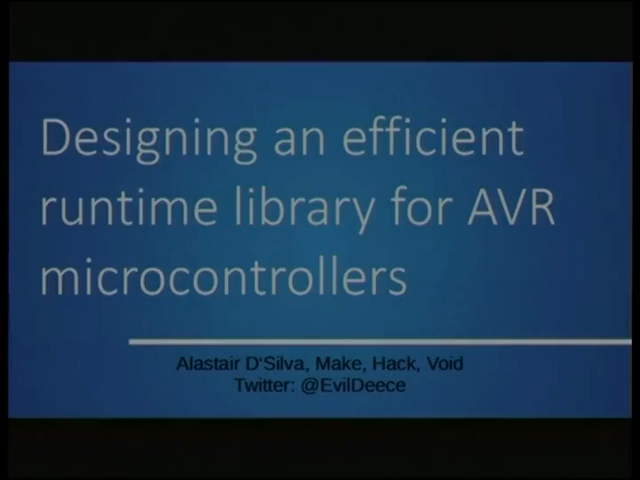 Designing an efficient
runtime library for AVR
microcontrollers
Alastair D'Silva, Make, Hack, Void
Twitter: @EvilDeece